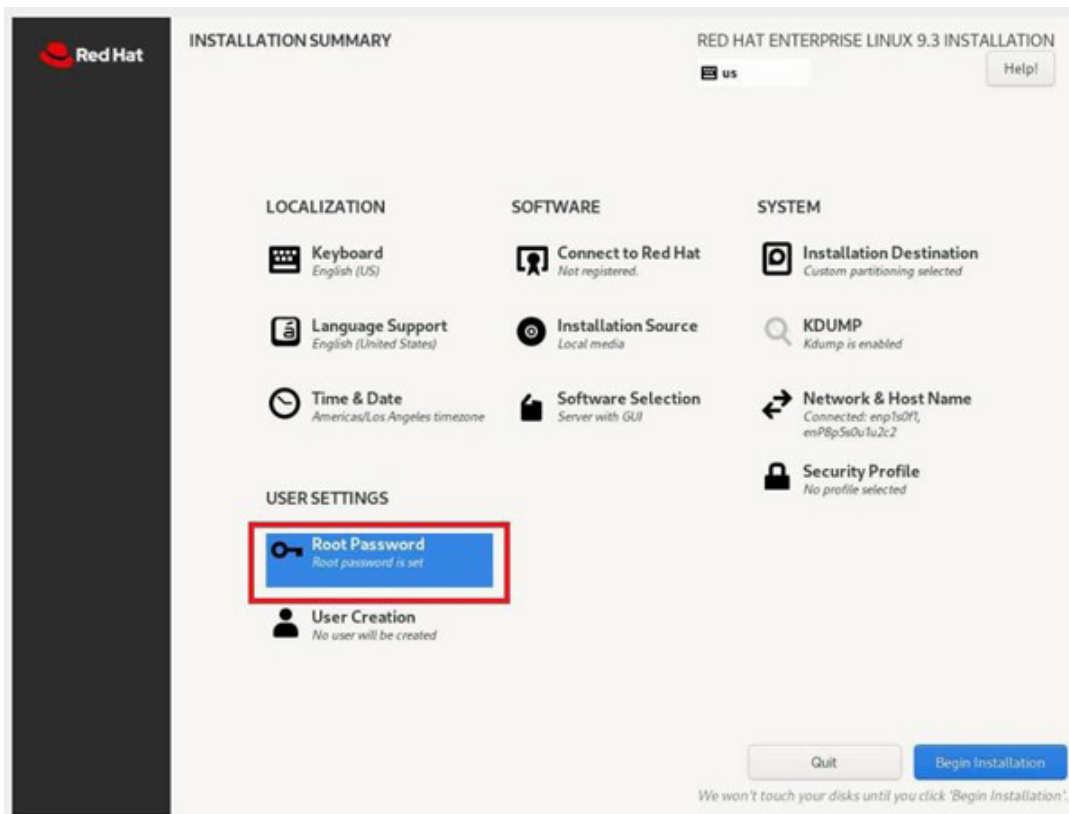 Red Hat
INSTALLATION SUMMARY
RED HAT ENTERPRISE LINUX 9.3 INSTALLATION
us
Help!
LOCALIZATION
Keyboard
English (US)
Language Support
English (United States)
Time & Date
Americas/Los Angeles timezone
SOFTWARE
Connect to Red Hat
Not registered.
Installation Source
Local media
Software Selection
Server with GUI
SYSTEM
Installation Destination
Custom partitioning selected
KDUMP
Kdump is enabled
Network & Host Name
Connected: enp1s0f1,
enP8p5s0u1u2c2
Security Profile
No profile selected
USER SETTINGS
Root Password
Root password is set
User Creation
No user will be created
Quit
Begin Installation
We won't touch your disks until you click 'Begin Installation'.